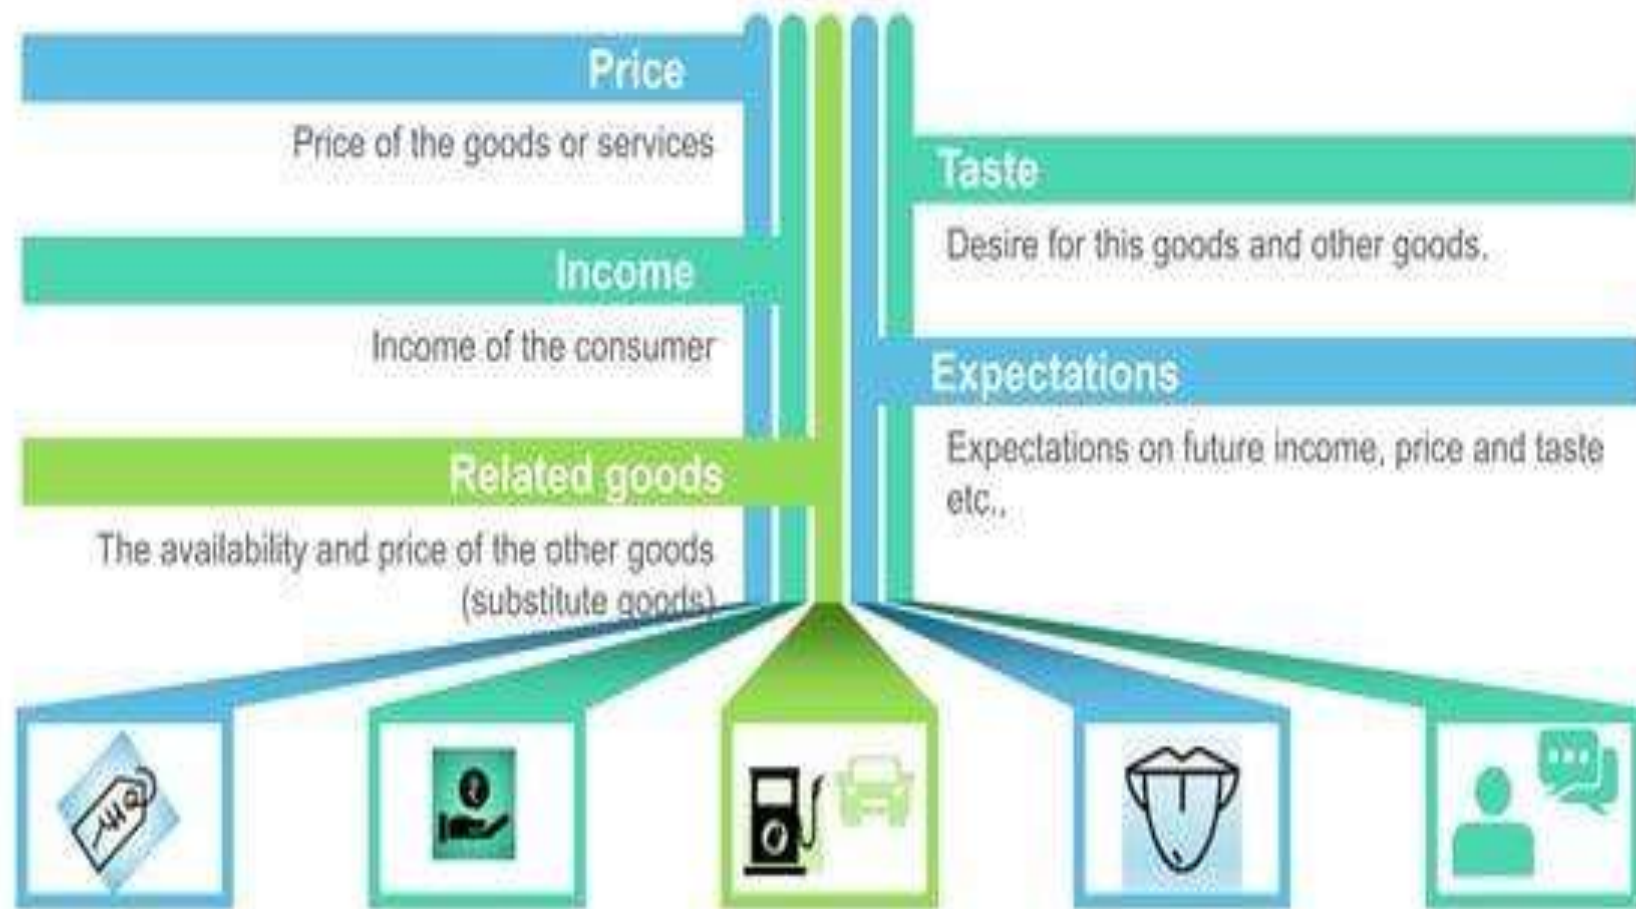 Price
Price of the goods or services
Income
Income of the consumer
Related goods
The availability and price of the other goods
(substitute goods)
Taste
Desire for this goods and other goods.
Expectations
Expectations on future income, price and taste
etc.,